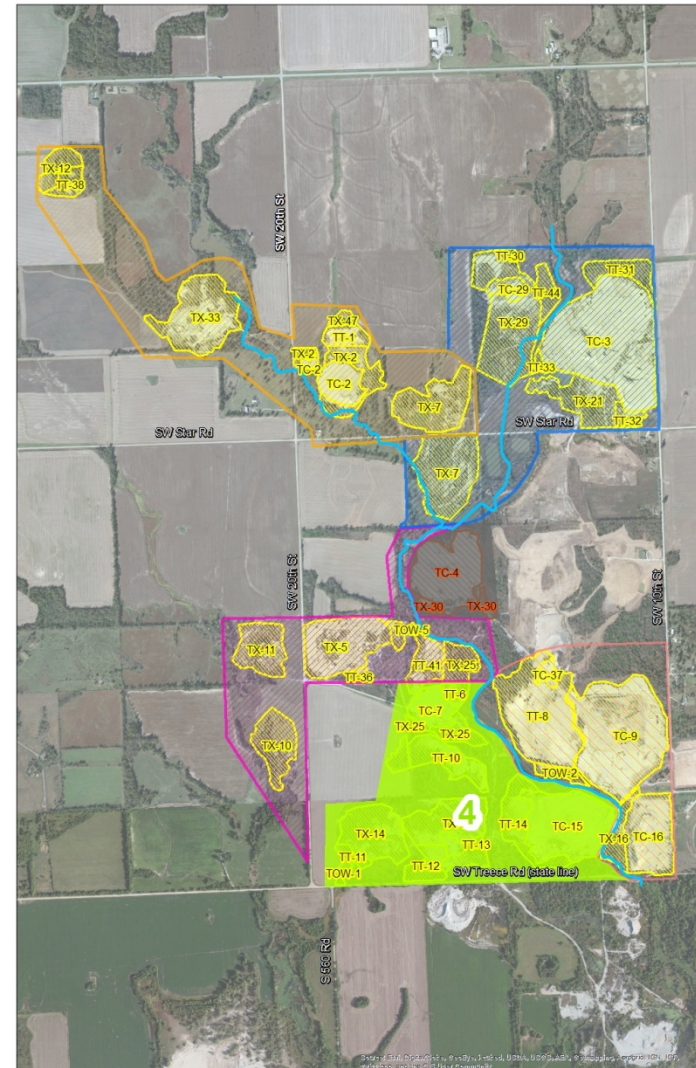 TX-12
TT-38
SW 20th St
TT-30
TT-31
TC-29
TT-44
TX-33
TX-47
TX-29
TT-1
TC-3
TX-2
TX-2
TC-2
TT-33
TC-2
TX-21
TX-7
TT-32
SW Star Rd
SW Star Rd
TX-7
TC-4
SW 20th St
SW 10th St
TX-30
TX-30
TOW-5
TX-11
TX-5
TT-41
TX-25
TC-37
TT-36
TT-6
TC-7
TT-8
TC-9
TX-25
TX-25
TX-10
TT-10
TOW-2
4
TX-14
TX
TT-14
TC-15
TX-16
TC-16
TT-13
TT-11
TT-12
TOW-1
SW Treece Rd (state line)
S 560 Rd